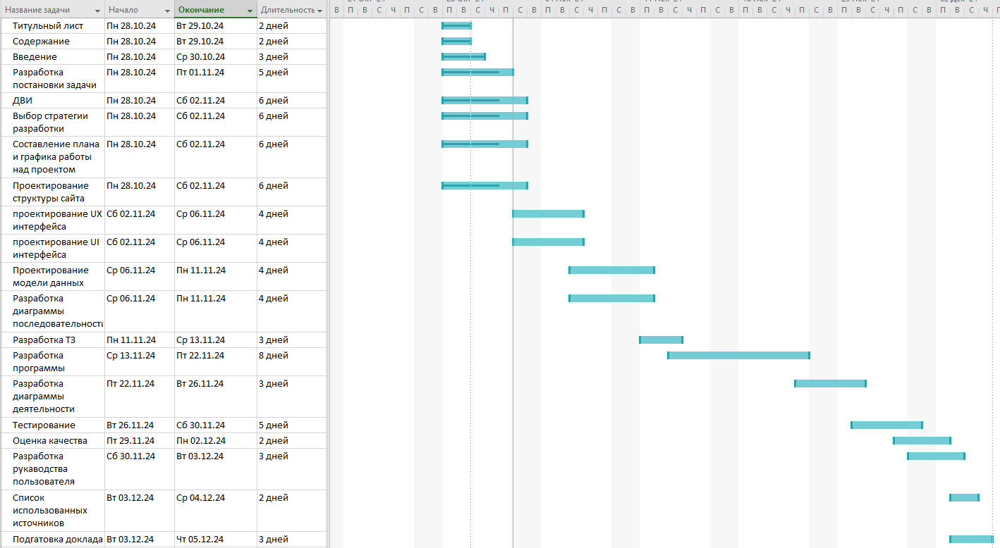 Название задачи Начало Окончание Длительность В П В С Ч П С В П В С Ч П С В П В С Ч П С В П В С Ч П С В П В С Ч П С В П В С Ч П С В П В С Ч П
Титульный лист Пн 28.10.24 Вт 29.10.24 2 дней
Содержание Пн 28.10.24 Вт 29.10.24 2 дней
Введение Пн 28.10.24 Ср 30.10.24 3 дней
Разработка Пн 28.10.24 Пт 01.11.24 5 дней
постановки задачи
ДВИ Пн 28.10.24 Сб 02.11.24 6 дней
Выбор стратегии Пн 28.10.24 Сб 02.11.24 6 дней
разработки
Составление плана Пн 28.10.24 Сб 02.11.24 6 дней
и графика работы
над проектом
Проектирование Пн 28.10.24 Сб 02.11.24 6 дней
структуры сайта
проектирование UX Сб 02.11.24 Ср 06.11.24 4 дней
интерфейса
проектирование UI Сб 02.11.24 Ср 06.11.24 4 дней
интерфейса
Проектирование Ср 06.11.24 Пн 11.11.24 4 дней
модели данных
Разработка Ср 06.11.24 Пн 11.11.24 4 дней
диаграммы
последовательности
Разработка ТЗ Пн 11.11.24 Ср 13.11.24 3 дней
Разработка Ср 13.11.24 Пт 22.11.24 8 дней
программы
Разработка Пт 22.11.24 Вт 26.11.24 3 дней
диаграммы
деятельности
Тестирование Вт 26.11.24 Сб 30.11.24 5 дней
Оценка качества Пт 29.11.24 Пн 02.12.24 2 дней
Разработка Сб 30.11.24 Вт 03.12.24 3 дней
рукаводства
пользователя
Список Вт 03.12.24 Ср 04.12.24 2 дней
использованных
источников
Подготовка доклада Вт 03.12.24 Чт 05.12.24 3 дней